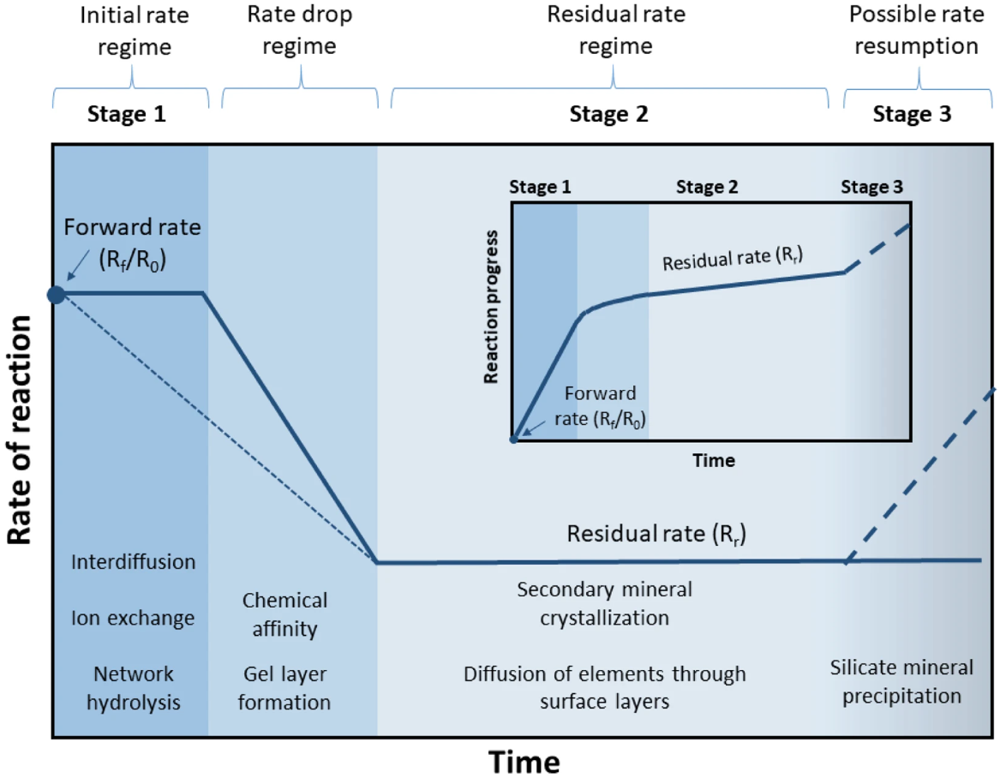 Initial rate
regime
Rate drop
regime
Residual rate
regime
Possible rate
resumption
Stage 1
Stage 2
Stage 3
Forward rate
(Rf/R0)
Stage 1
Stage 2
Stage 3
Reaction progress
Residual rate (Rr)
Forward
rate (Rf/R0)
Time
Rate of reaction
Residual rate (Rr)
Interdiffusion
Ion exchange
Network
hydrolysis
Chemical
affinity
Gel layer
formation
Secondary mineral
crystallization
Diffusion of elements through
surface layers
Silicate mineral
precipitation
Time